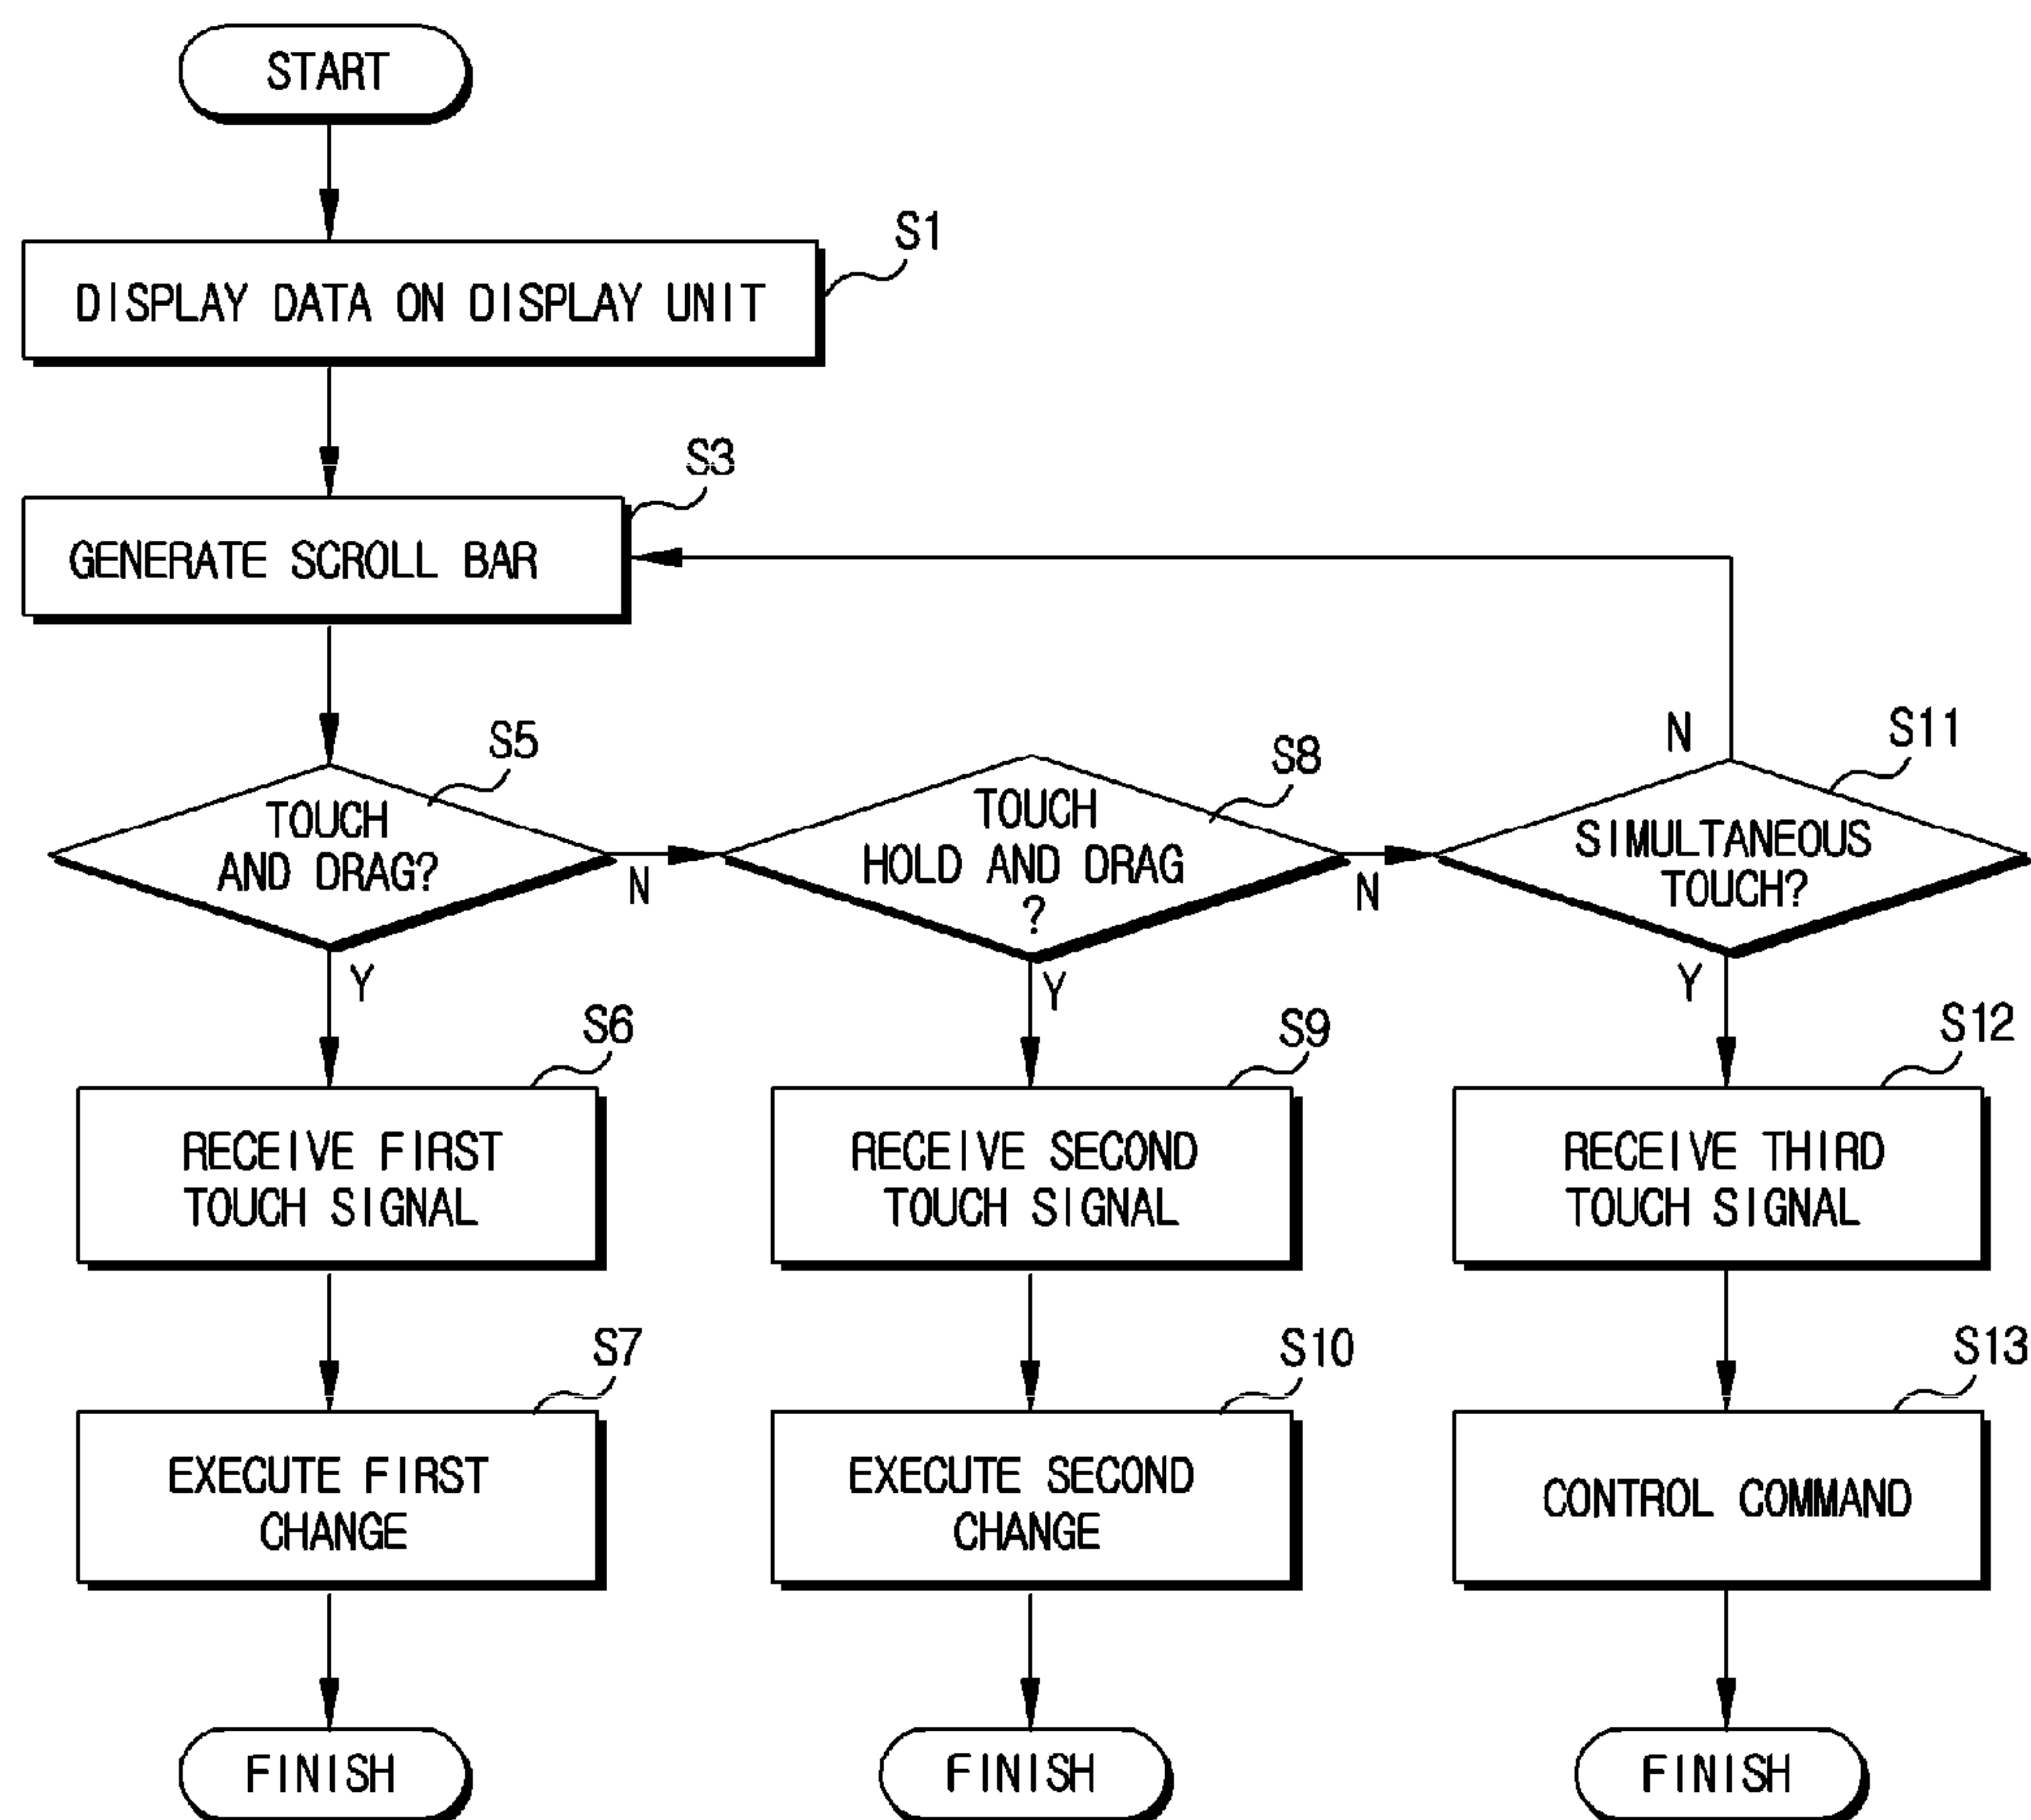 START
S1
DISPLAY DATA ON DISPLAY UNIT
S3
GENERATE SCROLL BAR
S5
TOUCH
AND DRAG?
N
Y
S8
TOUCH
HOLD AND DRAG
?
N
Y
S11
N
SIMULTANEOUS
TOUCH?
Y
S6
RECEIVE FIRST
TOUCH SIGNAL
S9
RECEIVE SECOND
TOUCH SIGNAL
S12
RECEIVE THIRD
TOUCH SIGNAL
S7
EXECUTE FIRST
CHANGE
S10
EXECUTE SECOND
CHANGE
S13
CONTROL COMMAND
FINISH
FINISH
FINISH